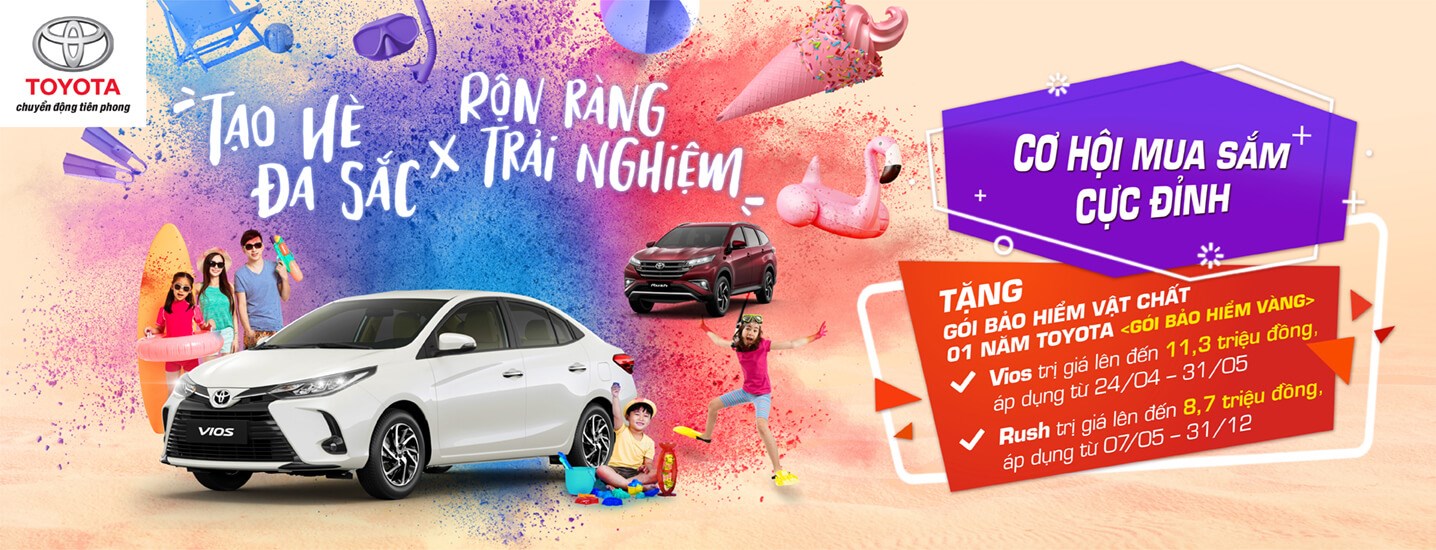 TOYOTA
chuyển động tiên phong
TẠO HÈ
ĐA SẮC
×
RỘN RÀNG
TRẢI NGHIỆM
CƠ HỘI MUA SẮM
CỰC ĐỈNH
TẶNG
GÓI BẢO HIỂM VẬT CHẤT
01 NĂM TOYOTA <GÓI BẢO HIỂM VÀNG>
Vios trị giá lên đến 11,3 triệu đồng,
áp dụng từ 24/04 – 31/05
Rush trị giá lên đến 8,7 triệu đồng,
áp dụng từ 07/05 – 31/12
Rush
VIOS